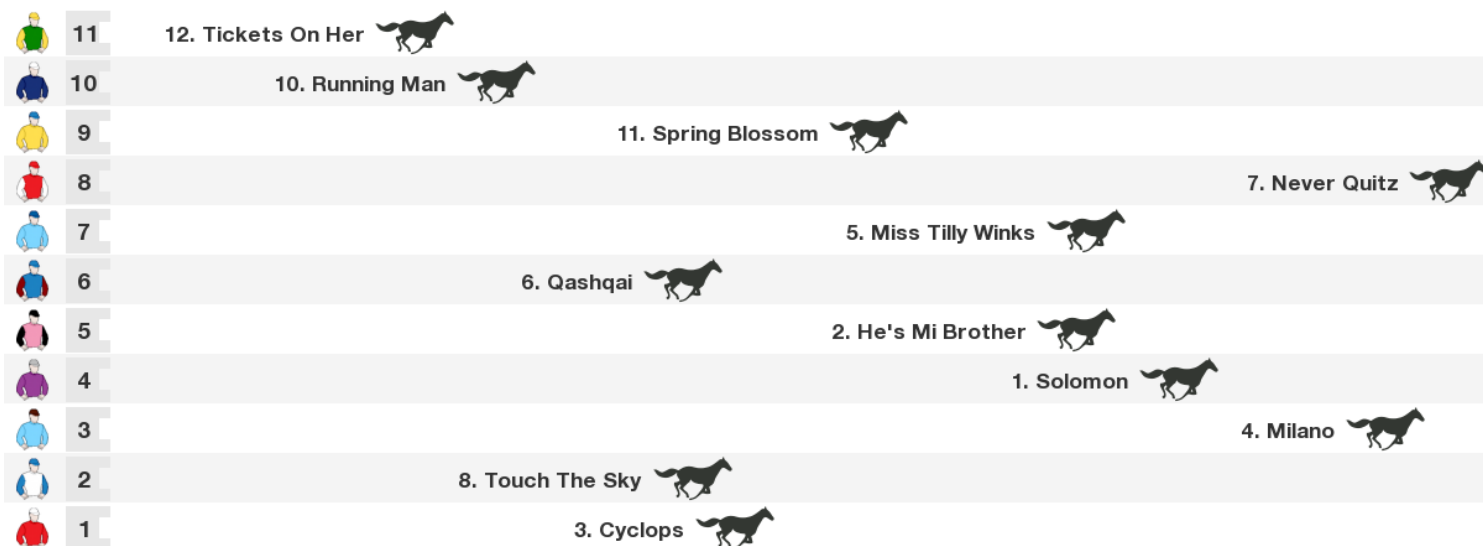 11 12. Tickets On Her
10 10. Running Man
9 11. Spring Blossom
8 7. Never Quitz
7 5. Miss Tilly Winks
6 6. Qashqai
5 2. He's Mi Brother
4 1. Solomon
3 4. Milano
2 8. Touch The Sky
1 3. Cyclops